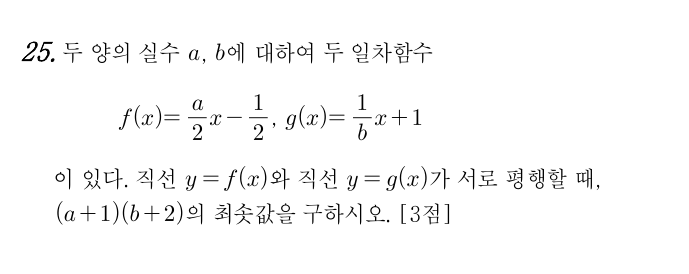 25. 두 양의 실수 a, b에 대하여 두 일차함수
f(x)= a/2 x - 1/2, g(x)= 1/b x+1
이 있다. 직선 y=f(x)와 직선 y=g(x)가 서로 평행할 때,
(a+1)(b+2)의 최솟값을 구하시오. [3점]